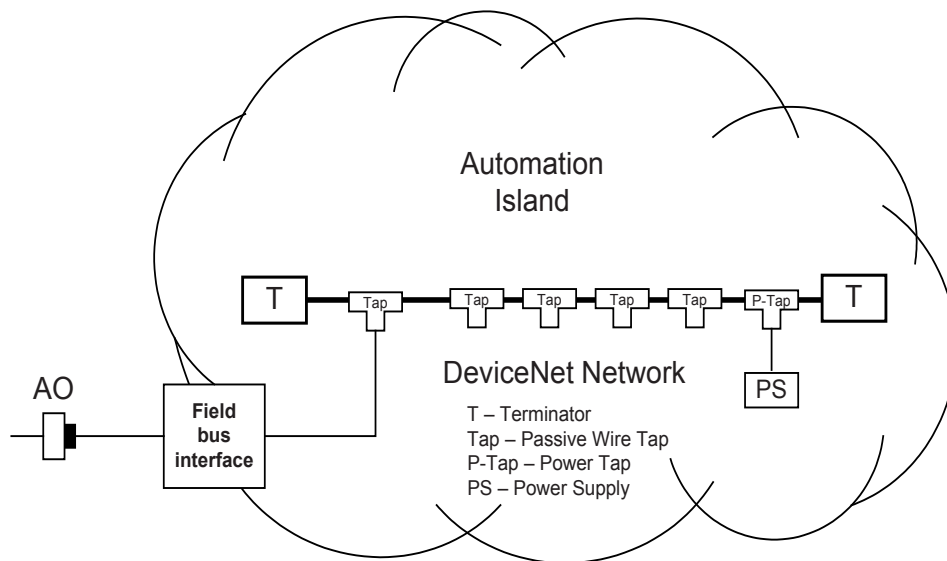 Automation
Island
T
Tap
Tap
Tap
Tap
Tap
P-Tap
T
DeviceNet Network
PS
AO
Field
bus
interface
T – Terminator
Tap – Passive Wire Tap
P-Tap – Power Tap
PS – Power Supply